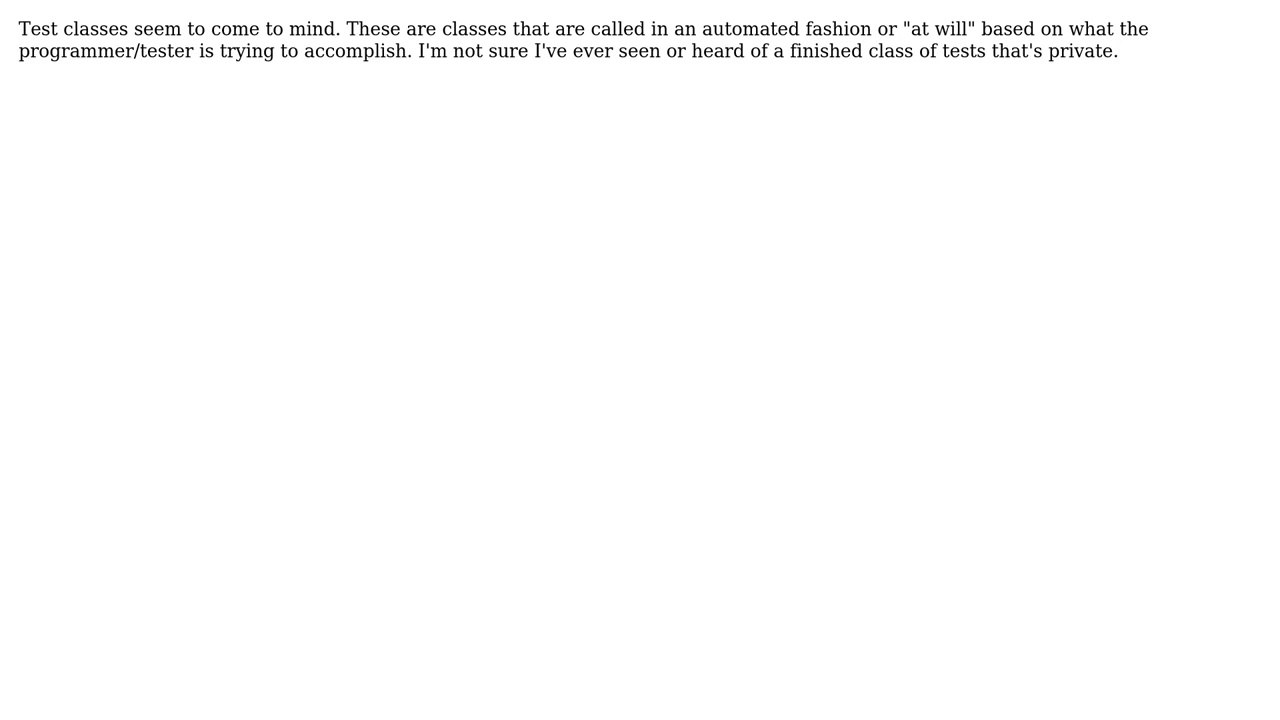 Test classes seem to come to mind. These are classes that are called in an automated fashion or "at will" based on what the
programmer/tester is trying to accomplish. I'm not sure I've ever seen or heard of a finished class of tests that's private.